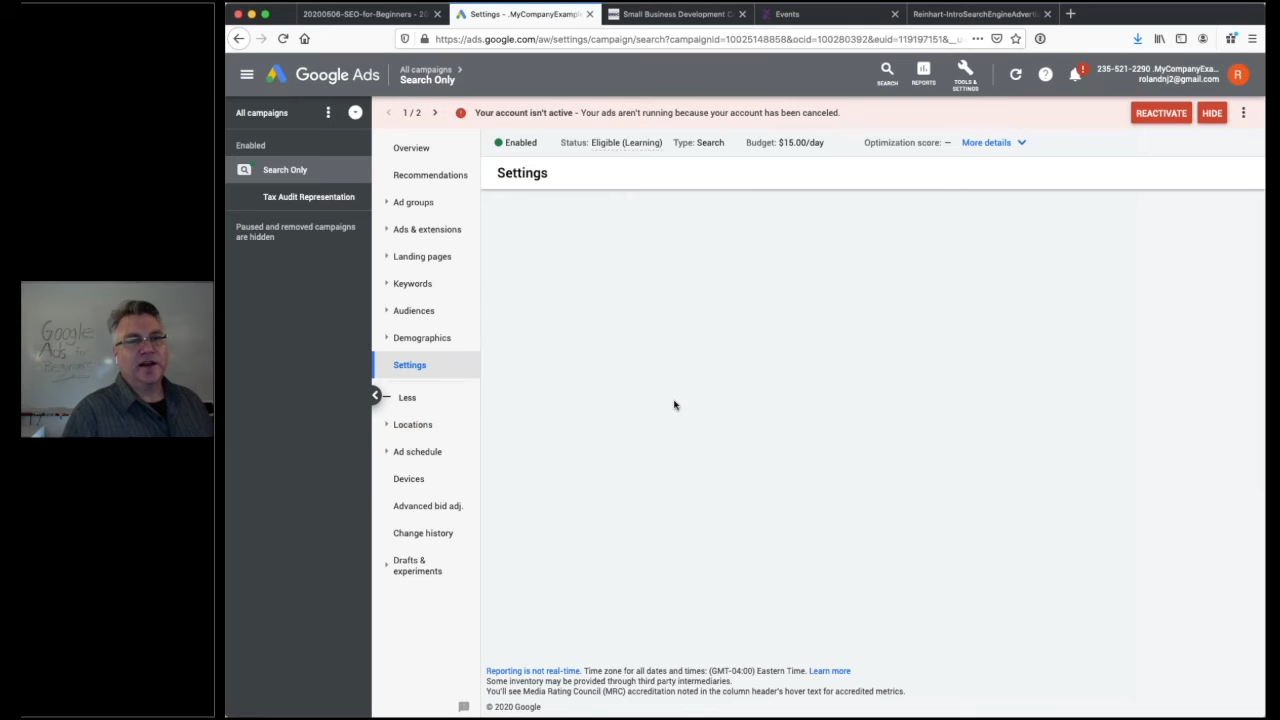 20200506-SEO-for-Beginners - 20
Settings - .MyCompanyExample
Small Business Development C
Events
Reinhart-IntroSearchEngineAdverti
https://ads.google.com/aw/settings/campaign/search?campaignId=10025148858&ocid=100280392&euid=119197151&__u
Google Ads
All campaigns
Search Only
SEARCH
REPORTS
TOOLS &
SETTINGS
235-521-2290 .MyCompanyExa...
rolandnj2@gmail.com
R
All campaigns
1 / 2
Your account isn't active - Your ads aren't running because your account has been canceled.
REACTIVATE
HIDE
Enabled
Search Only
Tax Audit Representation
Paused and removed campaigns
are hidden
Overview
Recommendations
Ad groups
Ads & extensions
Landing pages
Keywords
Audiences
Demographics
Settings
Less
Locations
Ad schedule
Devices
Advanced bid adj.
Change history
Drafts &
experiments
Enabled
Status: Eligible (Learning)
Type: Search
Budget: $15.00/day
Optimization score: –
More details
Settings
Google
Ads for
Beginners
Reporting is not real-time. Time zone for all dates and times: (GMT-04:00) Eastern Time. Learn more
Some inventory may be provided through third party intermediaries.
You'll see Media Rating Council (MRC) accreditation noted in the column header's hover text for accredited metrics.
© 2020 Google